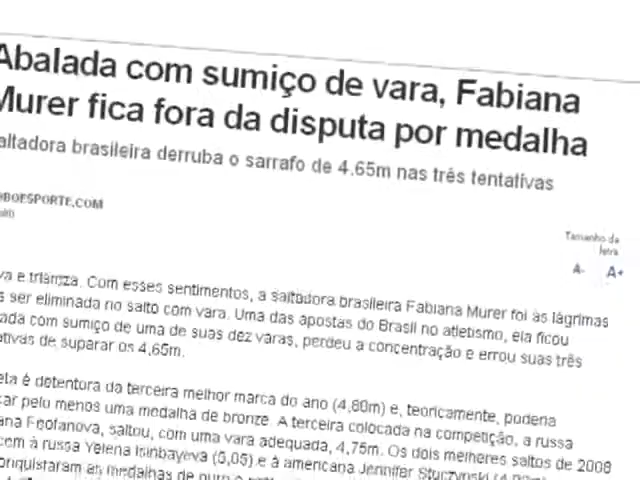 Abalada com sumiço de vara, Fabiana
Murer fica fora da disputa por medalha
altadora brasileira derruba o sarrafo de 4.65m nas três tentativas
OBOESPORTE.COM
Tamanho da
letra
A- A+
va e tristeza. Com esses sentimentos, a saltadora brasileira Fabiana Murer foi às lágrimas
s ser eliminada no salto com vara. Uma das apostas do Brasil no atletismo, ela ficou
ada com sumiço de uma de suas dez varas, perdeu a concentração e errou suas três
ativas de superar os 4,65m.
ela é detentora da terceira melhor marca do ano (4,80m) e, teoricamente, poderia
car pelo menos uma medalha de bronze. A terceira colocada na competição, a russa
ana Feofanova, saltou, com uma vara adequada, 4,75m. Os dois melhores saltos de 2008
cem à russa Yelena Isinbayeva (5,05) e à americana Jennifer Stuczynski
onquistaram as medalhas de ouro e